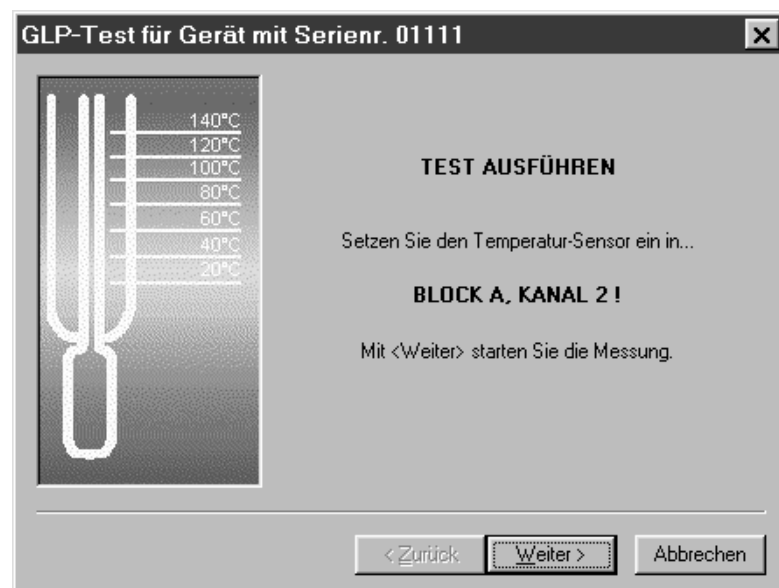 GLP-Test für Gerät mit Serienr. 01111
140°C
120°C
100°C
80°C
60°C
40°C
20°C
TEST AUSFÜHREN
Setzen Sie den Temperatur-Sensor ein in...
BLOCK A, KANAL 2 !
Mit <Weiter> starten Sie die Messung.
< Zurück
Weiter >
Abbrechen